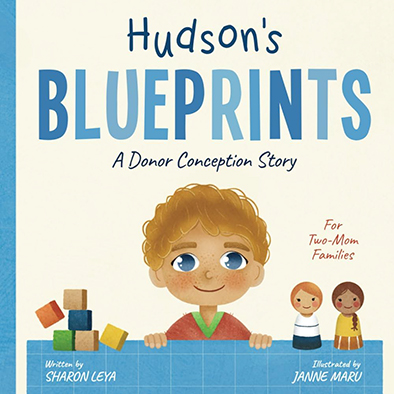 Hudson's
BLUEPRINTS
A Donor Conception Story
For
Two-Mom
Families
Written by
SHARON LEYA
Illustrated by
JANNE MARU